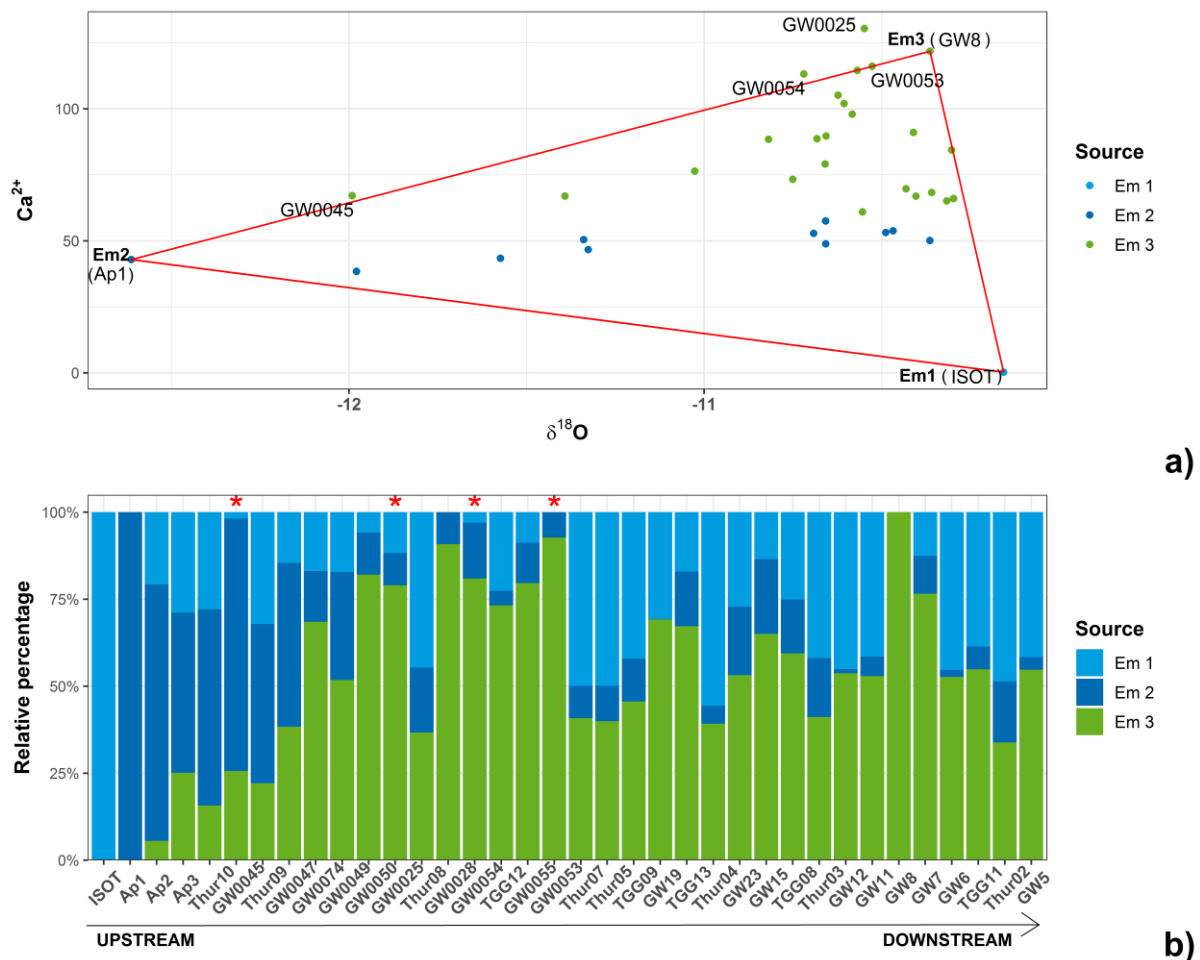 GW0025
Em3 (GW8)
GW0054
GW0053
GW0045
Em2
(Ap1)
Em1 (ISOT)
100
50
0
-12
-11
Ca²⁺
δ¹⁸O
Source
Em 1
Em 2
Em 3
a)
* * * *
100%
75%
50%
25%
0%
Relative percentage
ISOT Ap1 Ap2 Ap3 Thur10 GW0045 Thur09 GW0047 GW0074 GW0049 GW0050 GW0025 Thur08 GW0028 GW0054 TGG12 GW0055 GW0053 Thur07 Thur05 TGG09 GW19 TGG13 Thur04 GW23 GW15 TGG08 Thur03 GW12 GW11 GW8 GW7 GW6 TGG11 Thur02 GW5
UPSTREAM DOWNSTREAM
Source
Em 1
Em 2
Em 3
b)